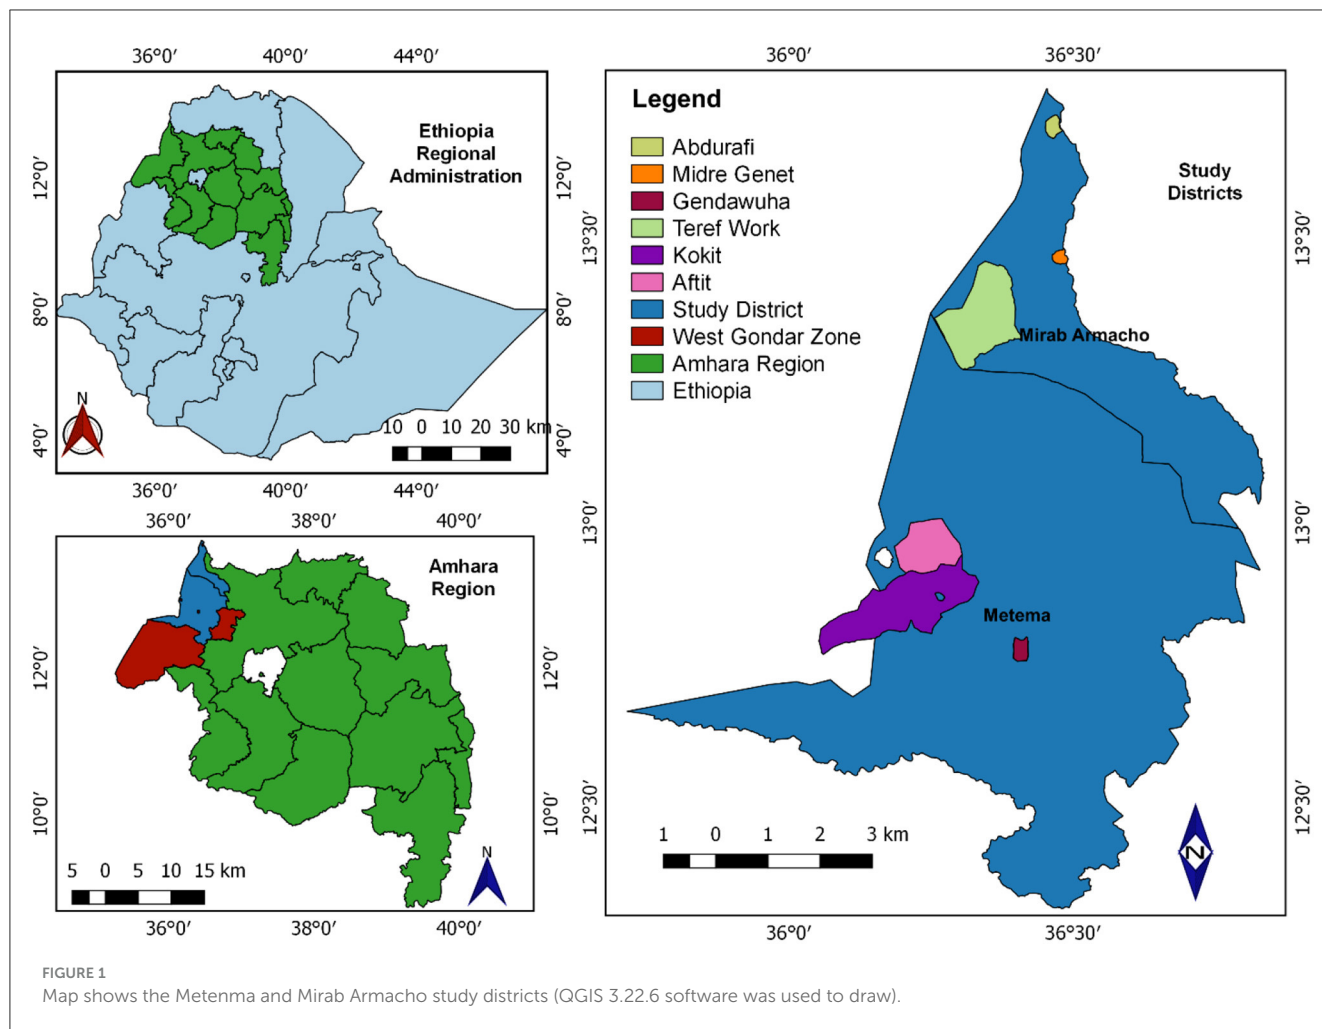 36°0′ 40°0′ 44°0′
Ethiopia
Regional
Administration
12°0′
8°0′
4°0′
12°0′
8°0′
4°0′
N
10 0 10 20 30 km
36°0′ 40°0′ 44°0′
36°0′ 38°0′ 40°0′
Amhara
Region
12°0′
10°0′
12°0′
10°0′
5 0 5 10 15 km
N
36°0′ 38°0′ 40°0′
36°0′ 36°30′
Legend
Abdurafi
Midre Genet
Gendawuha
Teref Work
Kokit
Aftit
Study District
West Gondar Zone
Amhara Region
Ethiopia
Study
Districts
13°30′
13°0′
12°30′
13°30′
13°0′
12°30′
Mirab Armacho
Metema
1 0 1 2 3 km
N
36°0′ 36°30′
FIGURE 1
Map shows the Metenma and Mirab Armacho study districts (QGIS 3.22.6 software was used to draw).